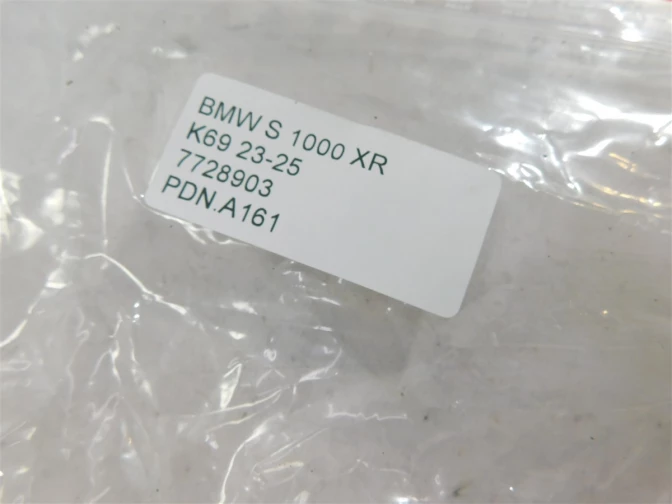 BMW S 1000 XR
K69 23-25
7728903
PDN.A161